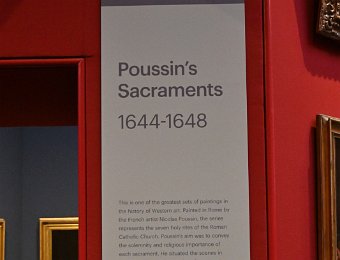 Poussin's
Sacraments
1644-1648
This is one of the greatest sets of paintings in
the history of Western art. Painted in Rome by
the French artist Nicolas Poussin, the series
represents the seven holy rites of the Roman
Catholic Church. Poussin's aim was to convey
the solemnity and religious importance of
each sacrament. He situated the scenes in